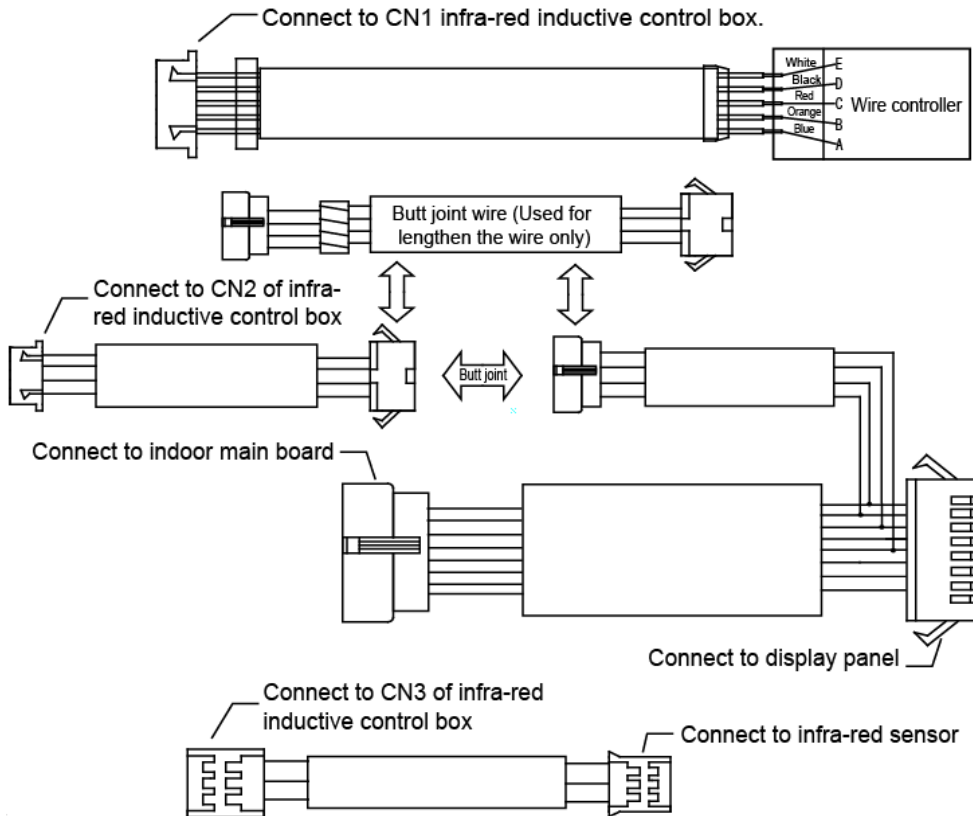 Connect to CN1 infra-red inductive control box.
White E
Black D
Red C
Orange B
Blue A
Wire controller
Butt joint wire (Used for
lengthen the wire only)
Connect to CN2 of infra-
red inductive control box
Butt joint
Connect to indoor main board
Connect to display panel
Connect to CN3 of infra-red
inductive control box
Connect to infra-red sensor